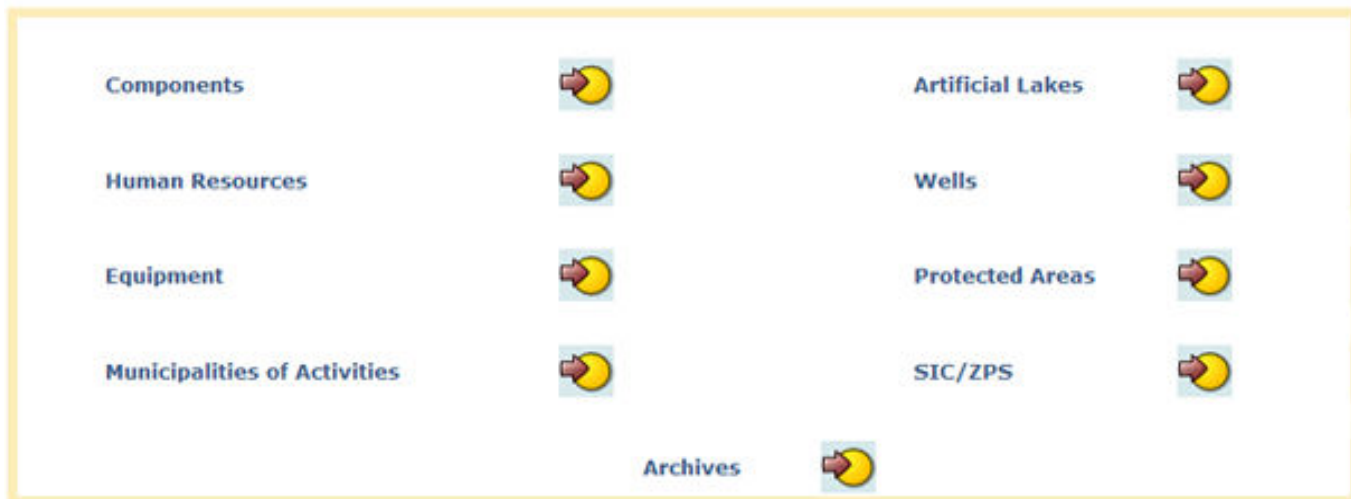 Components
Artificial Lakes
Human Resources
Wells
Equipment
Protected Areas
Municipalities of Activities
SIC/ZPS
Archives